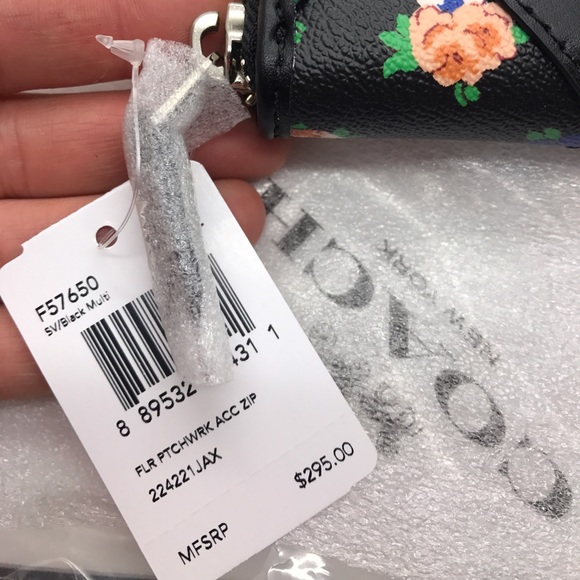 F57650
SV/Black Multi
8 89532 431 1
FLR PTCHWRK ACC ZIP
224221JAX
$295.00
MFSRP
COACH
NEW YORK